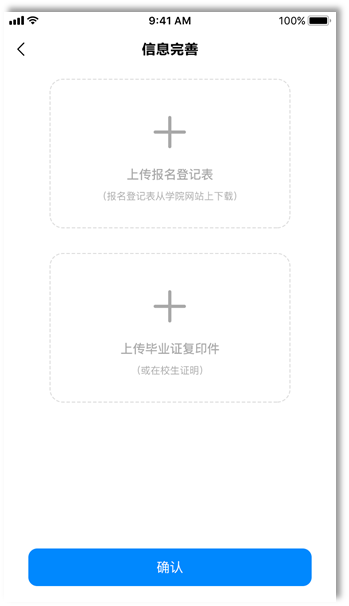 9:41 AM 100%
信息完善
上传报名登记表
（报名登记表从学院网站上下载）
上传毕业证复印件
（或在校生证明）
确认